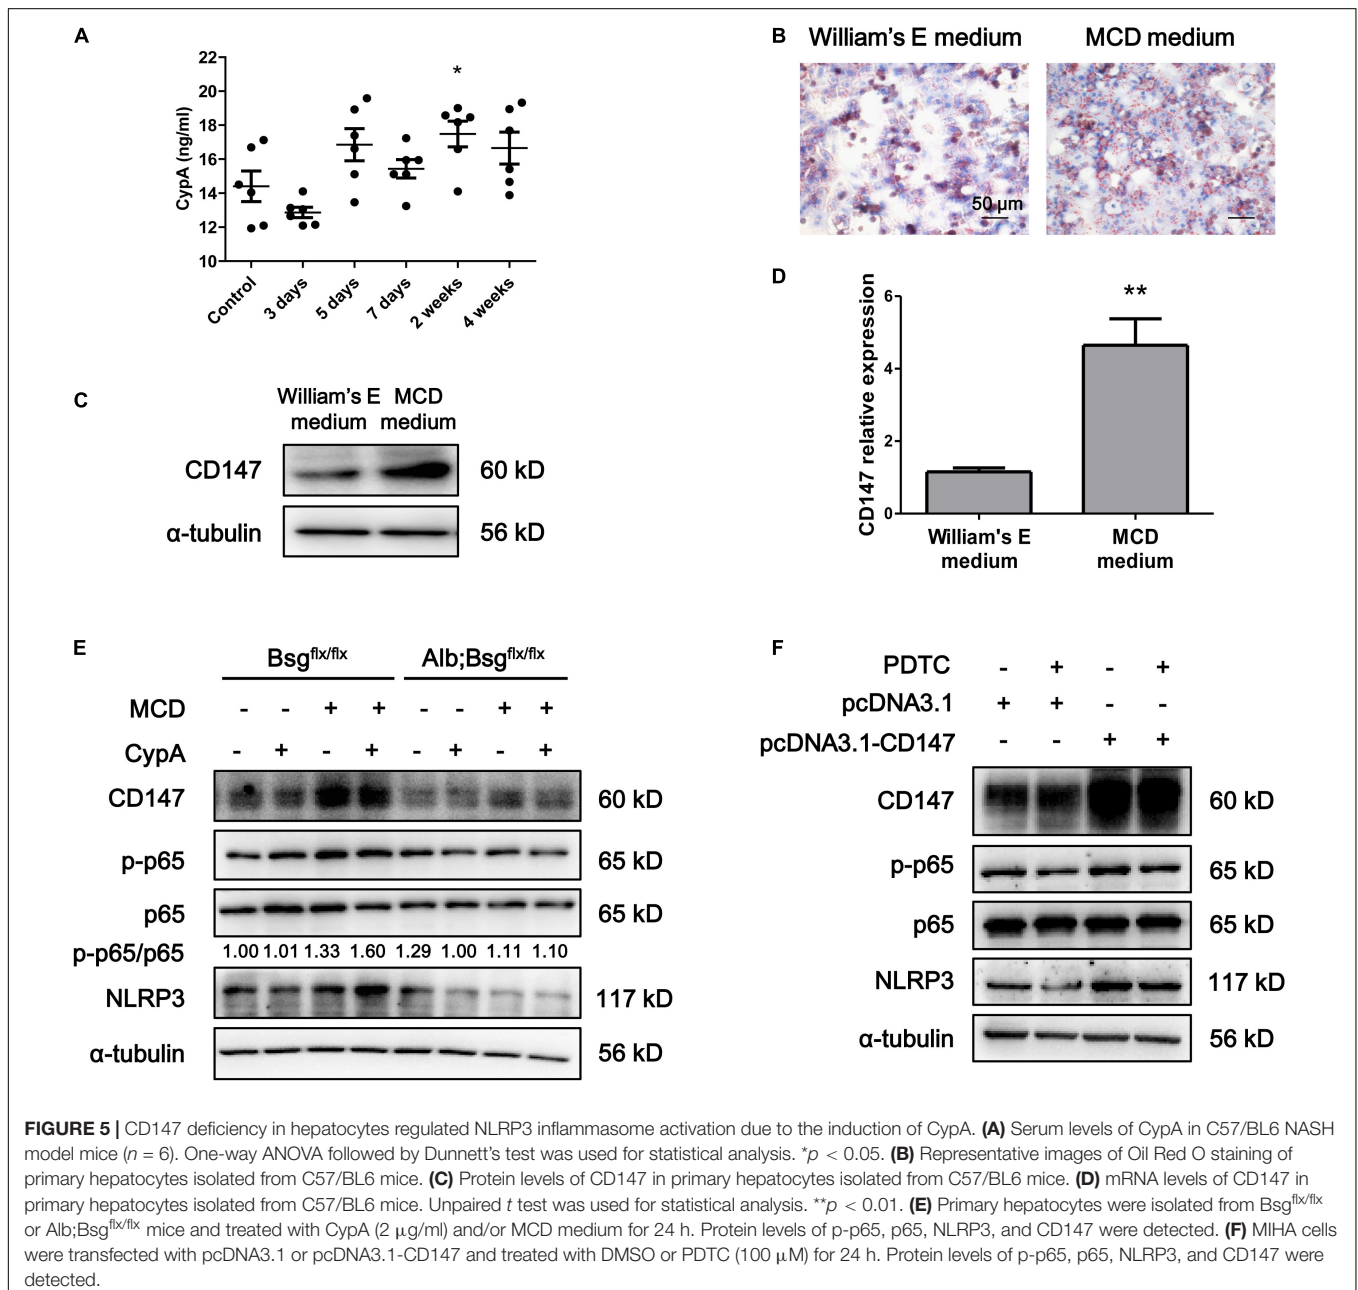 A
22
20
18
16
14
12
10
CypA (ng/ml)
*
Control
3 days
5 days
7 days
2 weeks
4 weeks
B
William's E medium
MCD medium
50 µm
C
William's E
medium
MCD
medium
CD147
60 kD
α-tubulin
56 kD
D
CD147 relative expression
6
4
2
0
**
William's E
medium
MCD
medium
E
Bsgflx/flx
Alb;Bsgflx/flx
MCD - - + + - - + +
CypA - + - + - + - +
CD147 60 kD
p-p65 65 kD
p65 65 kD
p-p65/p65 1.00 1.01 1.33 1.60 1.29 1.00 1.11 1.10
NLRP3 117 kD
α-tubulin 56 kD
F
PDTC - + - +
pcDNA3.1 + + - -
pcDNA3.1-CD147 - - + +
CD147 60 kD
p-p65 65 kD
p65 65 kD
NLRP3 117 kD
α-tubulin 56 kD
FIGURE 5 | CD147 deficiency in hepatocytes regulated NLRP3 inflammasome activation due to the induction of CypA. (A) Serum levels of CypA in C57/BL6 NASH
model mice (n = 6). One-way ANOVA followed by Dunnett's test was used for statistical analysis. *p < 0.05. (B) Representative images of Oil Red O staining of
primary hepatocytes isolated from C57/BL6 mice. (C) Protein levels of CD147 in primary hepatocytes isolated from C57/BL6 mice. (D) mRNA levels of CD147 in
primary hepatocytes isolated from C57/BL6 mice. Unpaired t test was used for statistical analysis. **p < 0.01. (E) Primary hepatocytes were isolated from Bsgflx/flx
or Alb;Bsgflx/flx mice and treated with CypA (2 µg/ml) and/or MCD medium for 24 h. Protein levels of p-p65, p65, NLRP3, and CD147 were detected. (F) MIHA cells
were transfected with pcDNA3.1 or pcDNA3.1-CD147 and treated with DMSO or PDTC (100 µM) for 24 h. Protein levels of p-p65, p65, NLRP3, and CD147 were
detected.